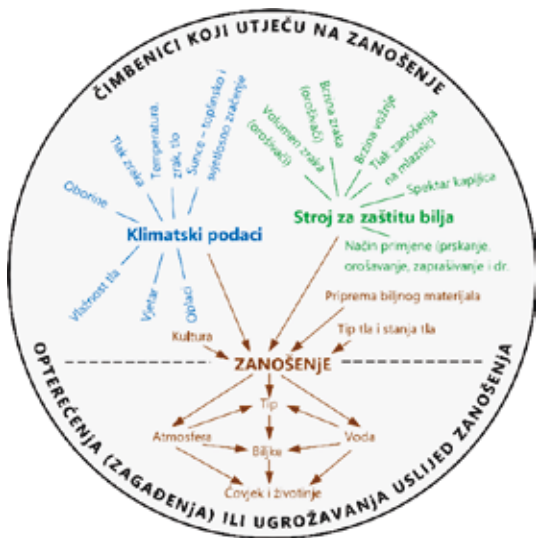 ČIMBENICI KOJI UTJEČU NA ZANOŠENJE
Oborine
Tlak zraka
Temperatura,
zrak, tlo
Sunce – toplinsko i
svjetlosno zračenje
Klimatski podaci
Vlažnost tla
Vjetar
Oblaci
Volumen zraka
(orošivači)
Brzina zraka
(orošivači)
Brzina vožnje
Tlak zanošenja
na mlaznici
Spektar kapljica
Stroj za zaštitu bilja
Način primjene (prskanje,
orošavanje, zaprašivanje i dr.
Priprema biljnog materijala
Tip tla i stanja tla
Kultura
ZANOŠENjE
Tip
Atmosfera
Voda
Biljke
Čovjek i životinje
OPTEREĆENJA (ZAGAĐENjA) ILI UGROŽAVANjA USLIJED ZANOŠENJA